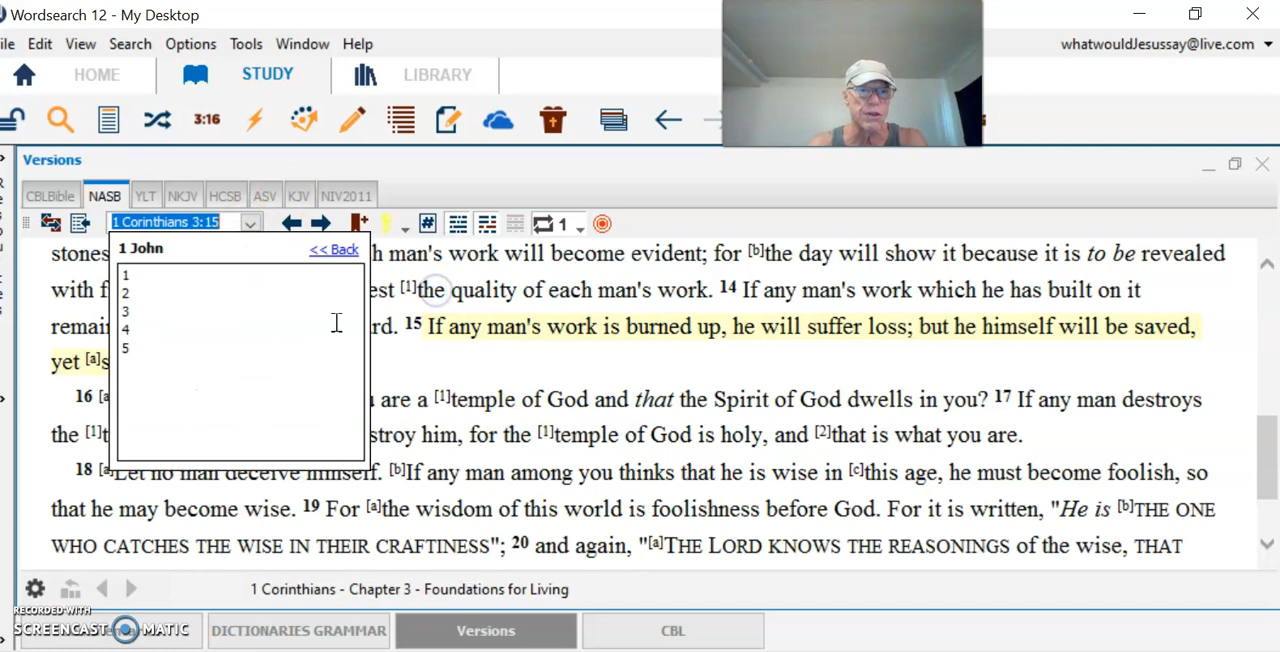 Wordsearch 12 - My Desktop
ile Edit View Search Options Tools Window Help
whatwouldJesussay@live.com
HOME STUDY LIBRARY
3:16
Versions
CBLBible NASB YLT NKJV HCSB ASV KJV NIV2011
1 Corinthians 3:15 # 1
1 John << Back
1
2
3
4
5
stones h man's work will become evident; for [b]the day will show it because it is to be revealed
with f est [1]the quality of each man's work. 14 If any man's work which he has built on it
remai rd. 15 If any man's work is burned up, he will suffer loss; but he himself will be saved,
yet [a]s
16 [a u are a [1]temple of God and that the Spirit of God dwells in you? 17 If any man destroys
the [1]t stroy him, for the [1]temple of God is holy, and [2]that is what you are.
18 [a]Let no man deceive himself. [b]If any man among you thinks that he is wise in [c]this age, he must become foolish, so
that he may become wise. 19 For [a]the wisdom of this world is foolishness before God. For it is written, "He is [b]THE ONE
WHO CATCHES THE WISE IN THEIR CRAFTINESS"; 20 and again, "[a]THE LORD KNOWS THE REASONINGS of the wise, THAT
1 Corinthians - Chapter 3 - Foundations for Living
RECORDED WITH
SCREENCAST MATIC
DICTIONARIES GRAMMAR Versions CBL